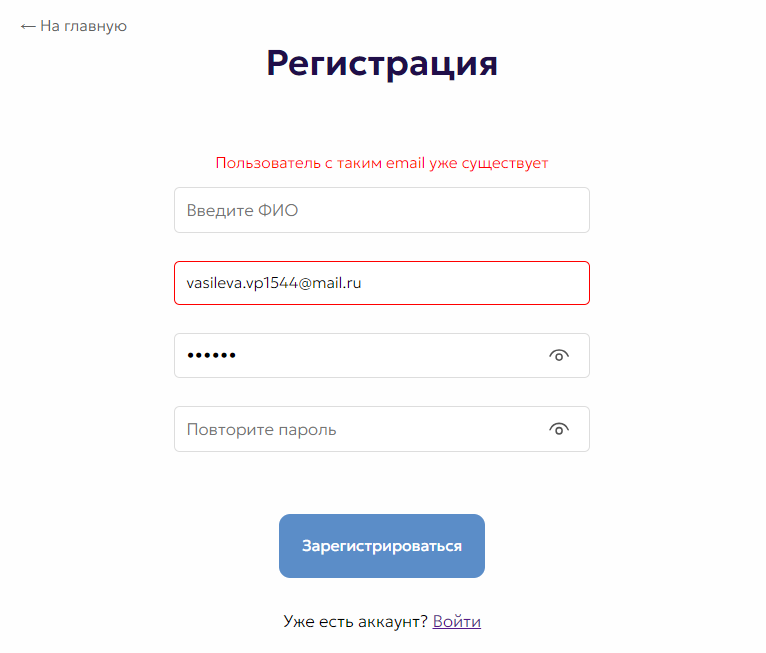 ← На главную
Регистрация
Пользователь с таким email уже существует
Введите ФИО
vasileva.vp1544@mail.ru
••••••
Повторите пароль
Зарегистрироваться
Уже есть аккаунт? Войти